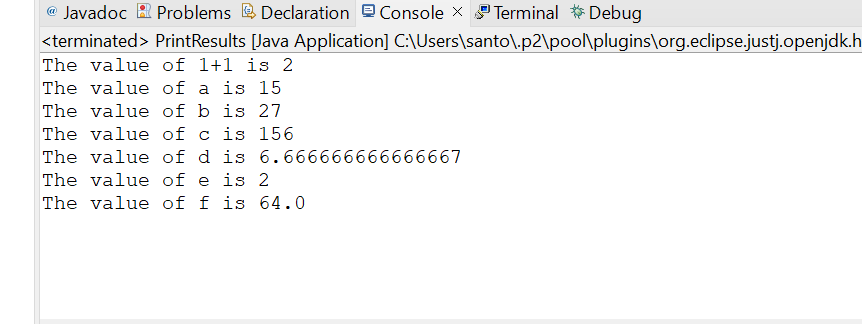 @ Javadoc Problems Declaration Console × Terminal Debug
<terminated> PrintResults [Java Application] C:\Users\santo\.p2\pool\plugins\org.eclipse.justj.openjdk.h
The value of 1+1 is 2
The value of a is 15
The value of b is 27
The value of c is 156
The value of d is 6.666666666666667
The value of e is 2
The value of f is 64.0